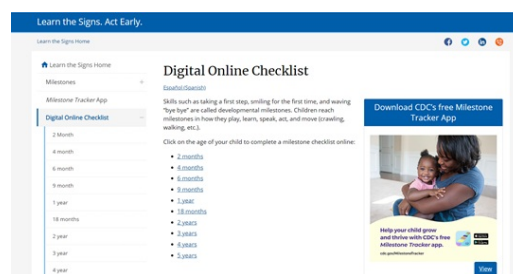 Learn the Signs. Act Early.
Learn the Signs Home
Learn the Signs Home
Milestones
Milestone Tracker App
Digital Online Checklist
2 Month
4 month
6 month
9 month
1 year
18 months
2 year
3 year
4 year
Digital Online Checklist
Español (Spanish)
Skills such as taking a first step, smiling for the first time, and waving
"bye bye" are called developmental milestones. Children reach
milestones in how they play, learn, speak, act, and move (crawling,
walking, etc.).
Click on the age of your child to complete a milestone checklist online:
2 months
4 months
6 months
9 months
1 year
18 months
2 years
3 years
4 years
5 years
Download CDC's free Milestone
Tracker App
Help your child grow
and thrive with CDC's free
Milestone Tracker app.
cdc.gov/MilestoneTracker
View